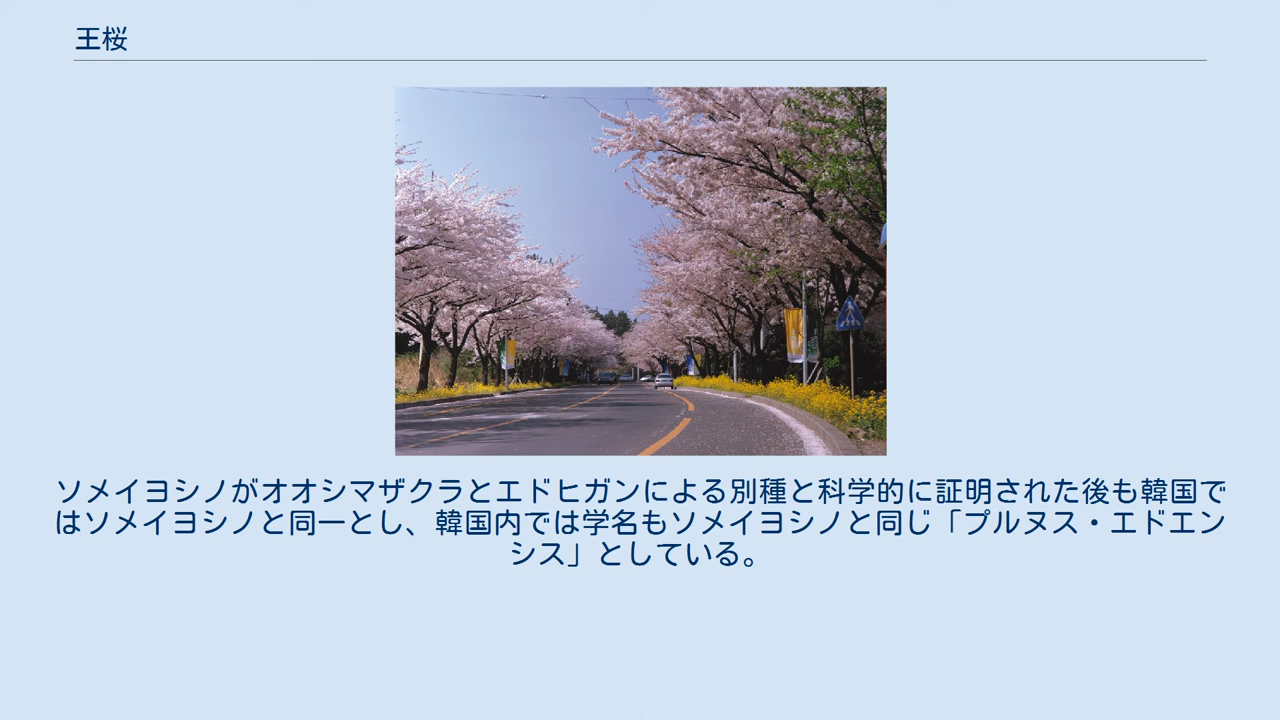 王桜
ソメイヨシノがオオシマザクラとエドヒガンによる別種と科学的に証明された後も韓国で
はソメイヨシノと同一とし、韓国内では学名もソメイヨシノと同じ「プルヌス・エドエン
シス」としている。